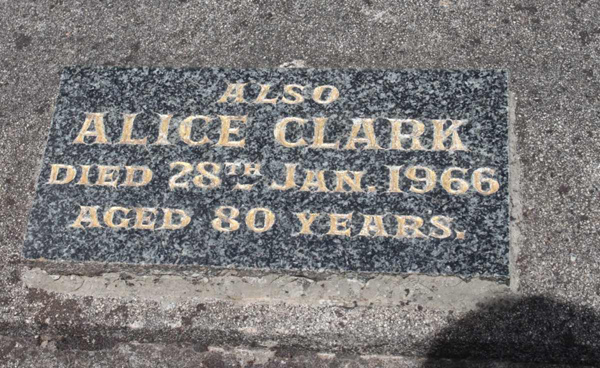 ALSO
ALICE CLARK
DIED 28TH JAN. 1966
AGED 80 YEARS.